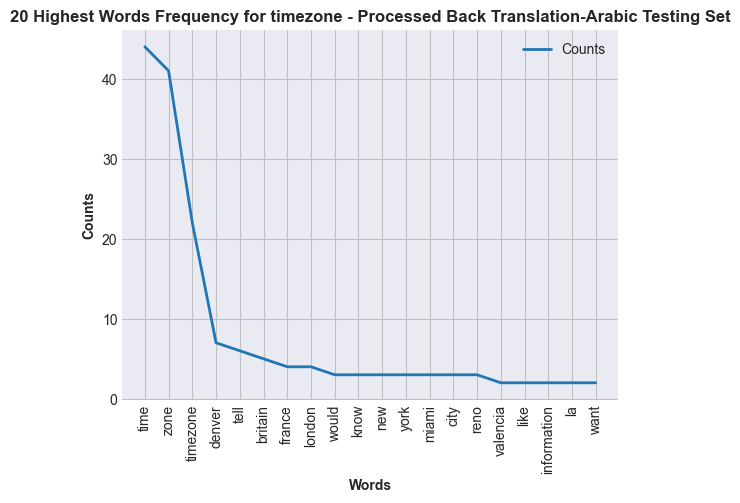 20 Highest Words Frequency for timezone - Processed Back Translation-Arabic Testing Set
Counts
40
30
20
10
0
Counts
time
zone
timezone
denver
tell
britain
france
london
would
know
new
york
miami
city
reno
valencia
like
information
la
want
Words